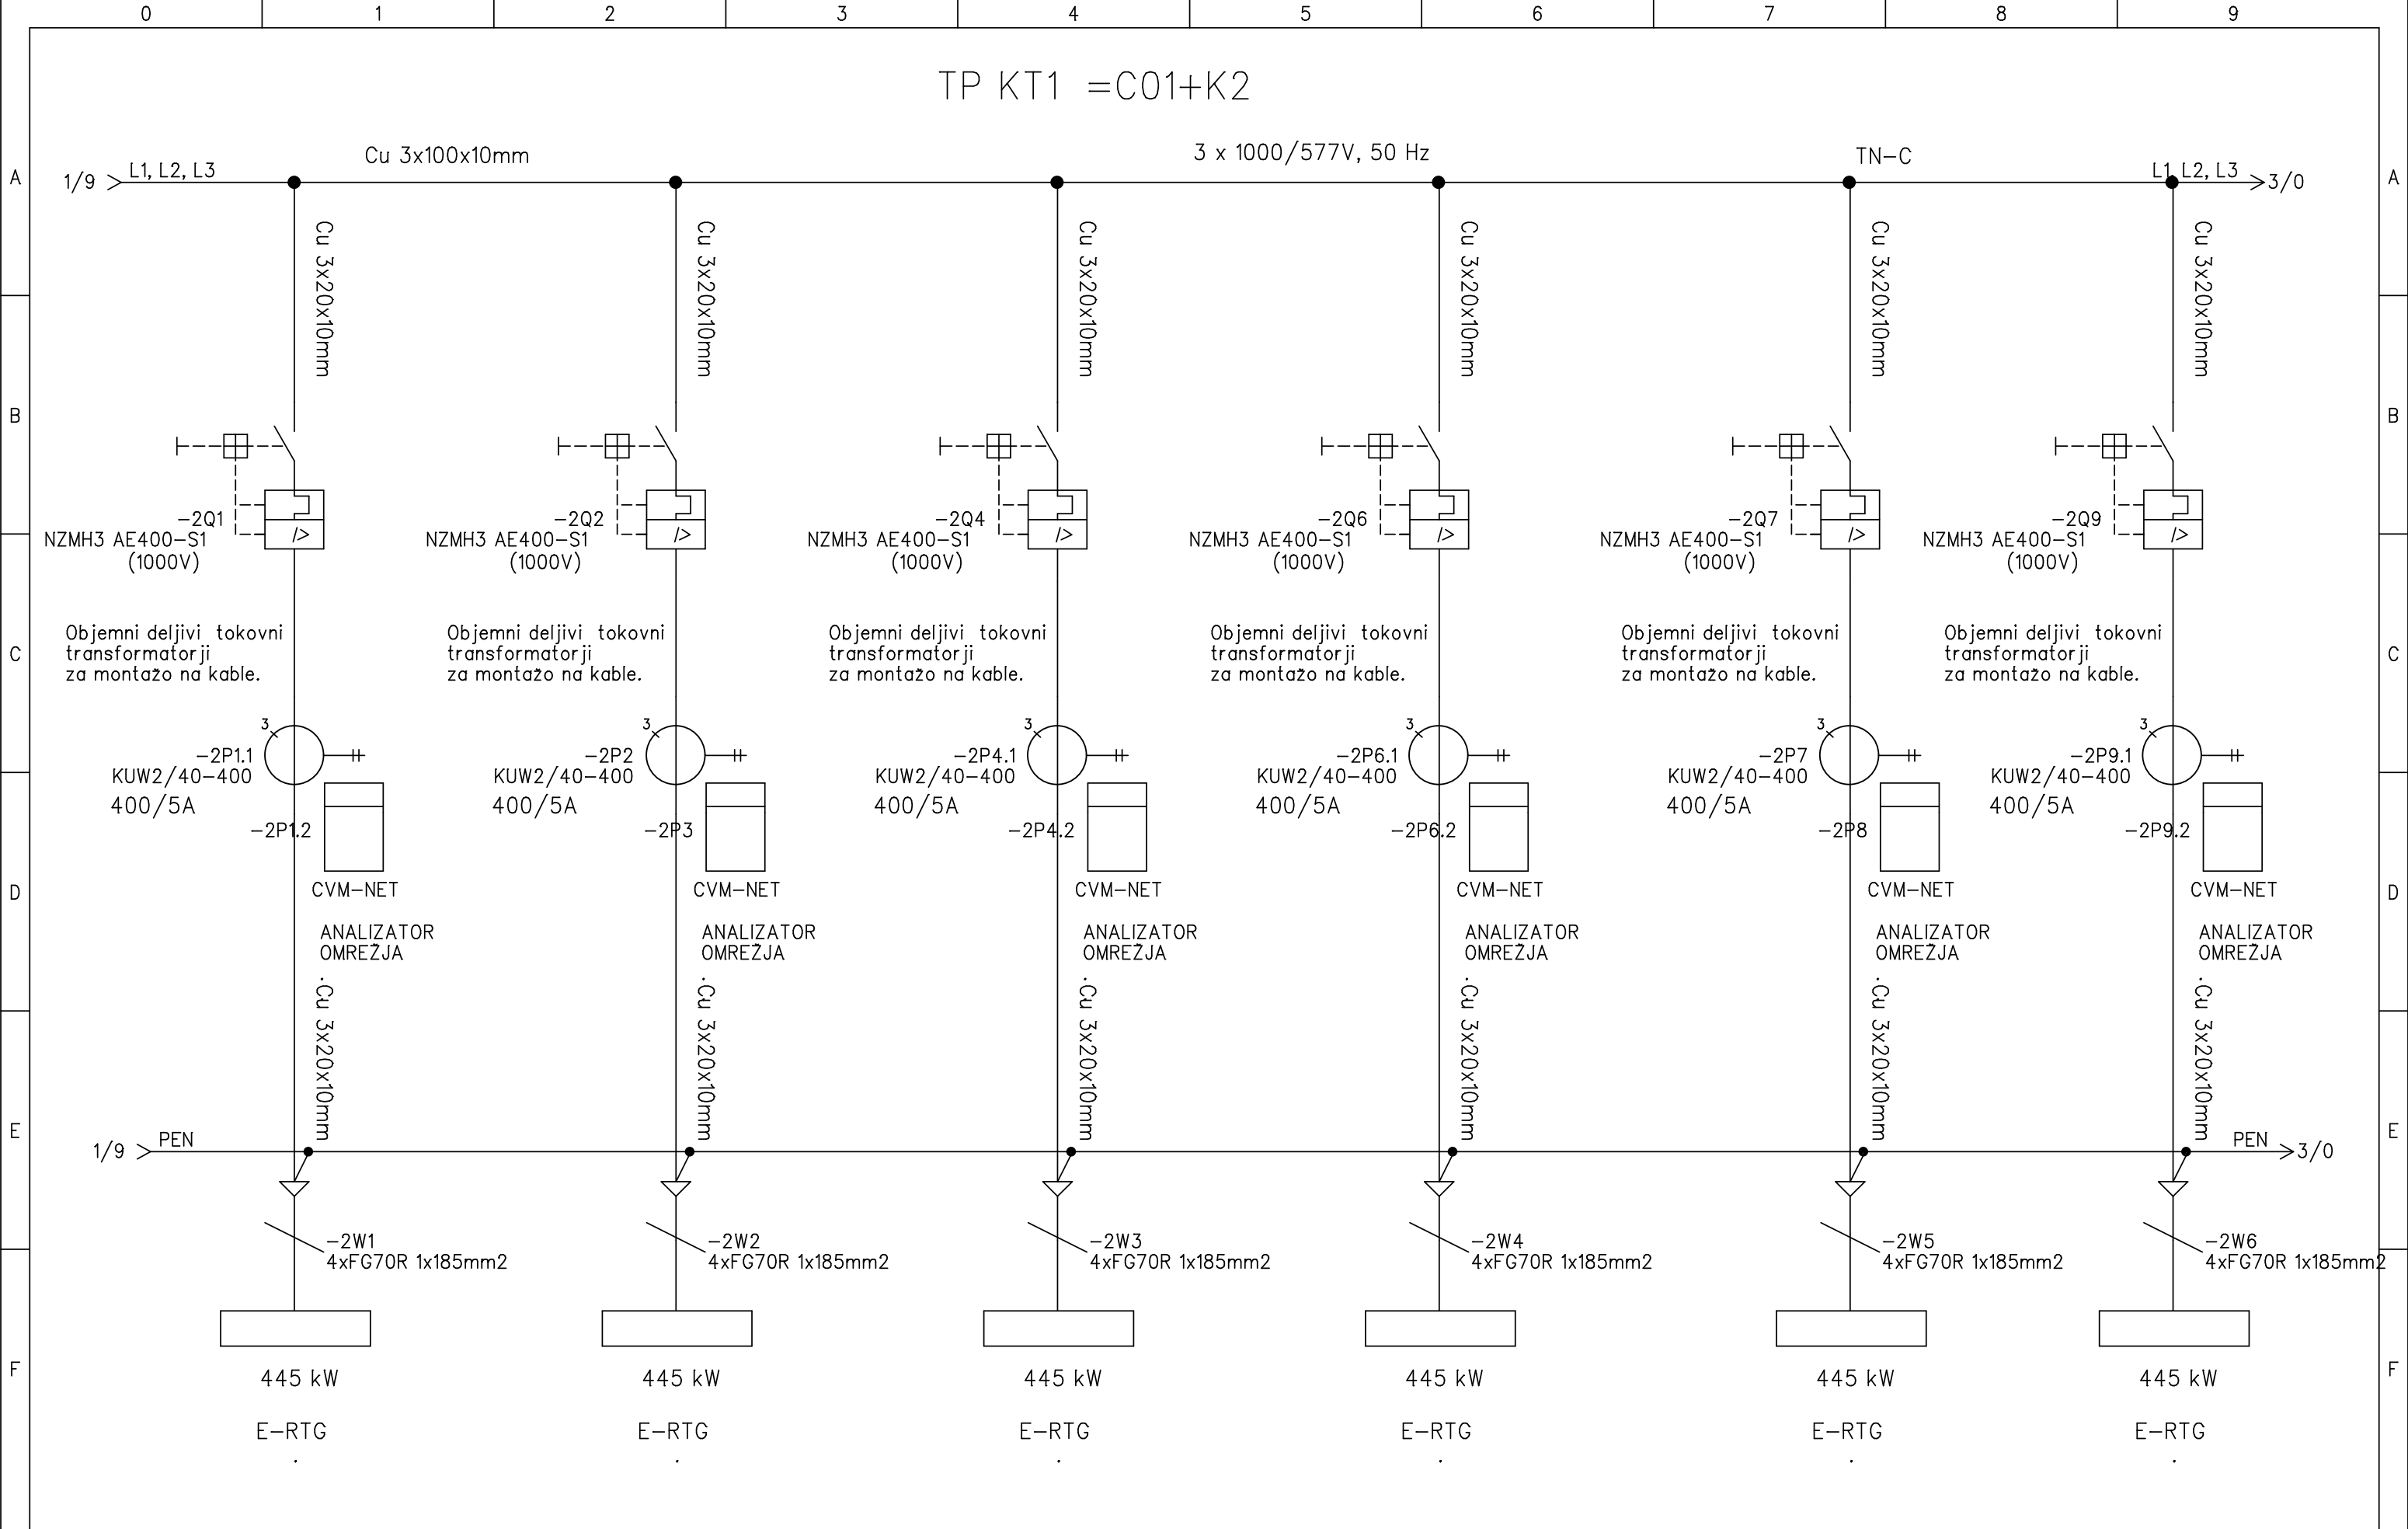 0 1 2 3 4 5 6 7 8 9
TP KT1 =C01+K2
Cu 3x100x10mm
3 x 1000/577V, 50 Hz
TN-C
A
1/9
L1, L2, L3
L1, L2, L3
3/0
A
Cu 3x20x10mm
Cu 3x20x10mm
Cu 3x20x10mm
Cu 3x20x10mm
Cu 3x20x10mm
Cu 3x20x10mm
B
B
-2Q1
NZMH3 AE400-S1
(1000V)
-2Q2
NZMH3 AE400-S1
(1000V)
-2Q4
NZMH3 AE400-S1
(1000V)
-2Q6
NZMH3 AE400-S1
(1000V)
-2Q7
NZMH3 AE400-S1
(1000V)
-2Q9
NZMH3 AE400-S1
(1000V)
I>
I>
I>
I>
I>
I>
C
C
Objemni deljivi tokovni
transformatorji
za montažo na kable.
Objemni deljivi tokovni
transformatorji
za montažo na kable.
Objemni deljivi tokovni
transformatorji
za montažo na kable.
Objemni deljivi tokovni
transformatorji
za montažo na kable.
Objemni deljivi tokovni
transformatorji
za montažo na kable.
Objemni deljivi tokovni
transformatorji
za montažo na kable.
3
-2P1.1
KUW2/40-400
400/5A
-2P1.2
3
-2P2
KUW2/40-400
400/5A
-2P3
3
-2P4.1
KUW2/40-400
400/5A
-2P4.2
3
-2P6.1
KUW2/40-400
400/5A
-2P6.2
3
-2P7
KUW2/40-400
400/5A
-2P8
3
-2P9.1
KUW2/40-400
400/5A
-2P9.2
D
D
CVM-NET
ANALIZATOR
OMREŽJA
.
CVM-NET
ANALIZATOR
OMREŽJA
.
CVM-NET
ANALIZATOR
OMREŽJA
.
CVM-NET
ANALIZATOR
OMREŽJA
.
CVM-NET
ANALIZATOR
OMREŽJA
.
CVM-NET
ANALIZATOR
OMREŽJA
.
Cu 3x20x10mm
Cu 3x20x10mm
Cu 3x20x10mm
Cu 3x20x10mm
Cu 3x20x10mm
Cu 3x20x10mm
E
1/9
PEN
PEN
3/0
E
-2W1
4xFG70R 1x185mm2
-2W2
4xFG70R 1x185mm2
-2W3
4xFG70R 1x185mm2
-2W4
4xFG70R 1x185mm2
-2W5
4xFG70R 1x185mm2
-2W6
4xFG70R 1x185mm2
F
F
445 kW
E-RTG
.
445 kW
E-RTG
.
445 kW
E-RTG
.
445 kW
E-RTG
.
445 kW
E-RTG
.
445 kW
E-RTG
.